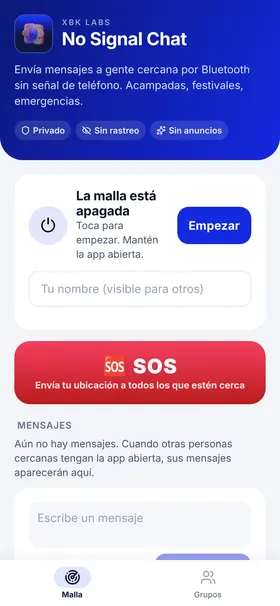 XBK LABS
No Signal Chat
Envía mensajes a gente cercana por Bluetooth
sin señal de teléfono. Acampadas, festivales,
emergencias.
Privado
Sin rastreo
Sin anuncios
La malla está
apagada
Toca para
empezar. Mantén
la app abierta.
Empezar
Tu nombre (visible para otros)
🆘 SOS
Envía tu ubicación a todos los que estén cerca
MENSAJES
Aún no hay mensajes. Cuando otras personas
cercanas tengan la app abierta, sus mensajes
aparecerán aquí.
Escribe un mensaje
Malla
Grupos